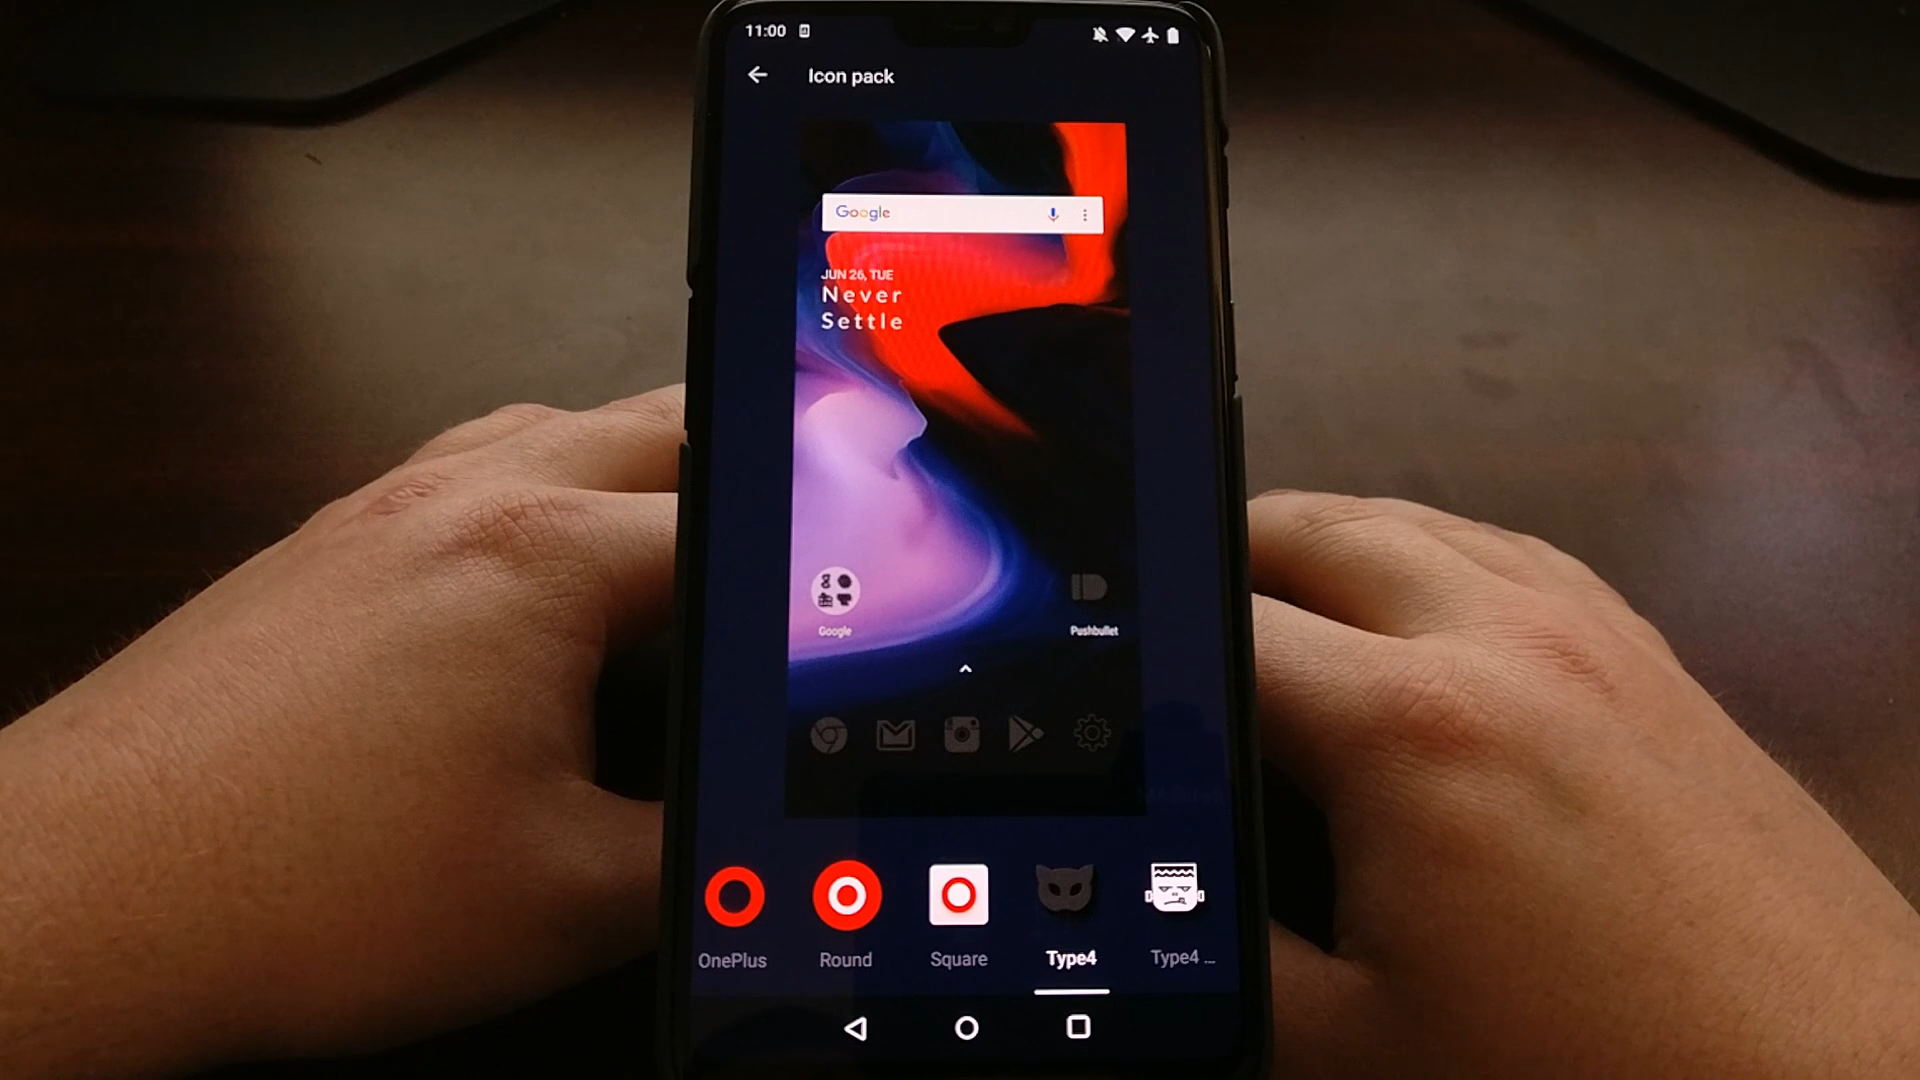 11:00
Icon pack
Google
JUN 26, TUE
Never
Settle
Google
Pushbullet
OnePlus
Round
Square
Type4
Type4 ...